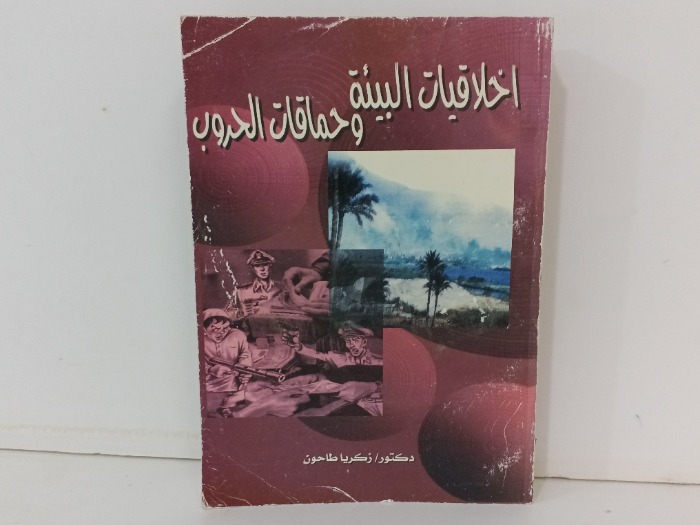 اخلاقيات البيئة
وحماقات الحروب
دكتور/ زكريا طاحون